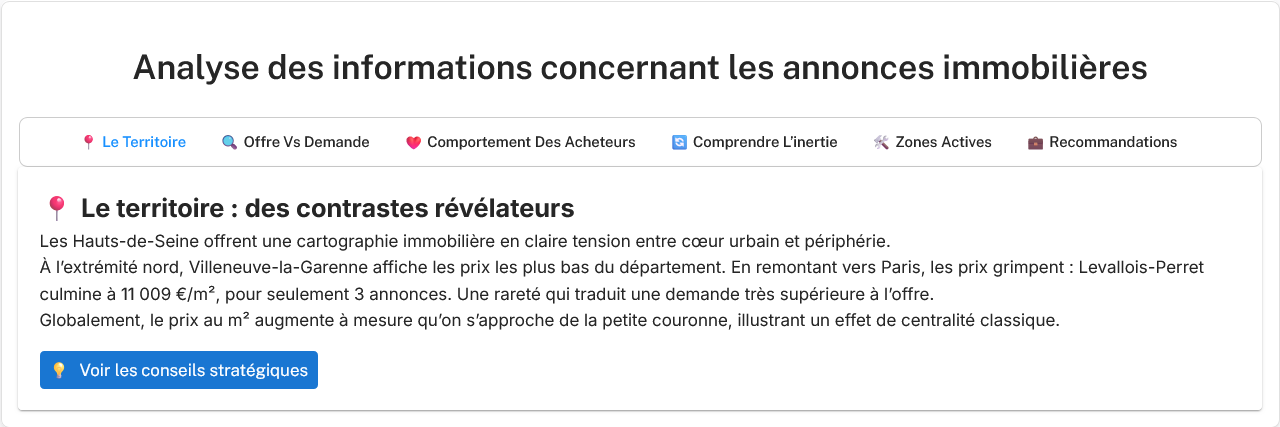 Analyse des informations concernant les annonces immobilières
📍 Le Territoire 🔍 Offre Vs Demande ❤️ Comportement Des Acheteurs 🔄 Comprendre L’inertie 🛠️ Zones Actives 💼 Recommandations
📍 Le territoire : des contrastes révélateurs
Les Hauts-de-Seine offrent une cartographie immobilière en claire tension entre cœur urbain et périphérie.
À l’extrémité nord, Villeneuve-la-Garenne affiche les prix les plus bas du département. En remontant vers Paris, les prix grimpent : Levallois-Perret
culmine à 11 009 €/m², pour seulement 3 annonces. Une rareté qui traduit une demande très supérieure à l’offre.
Globalement, le prix au m² augmente à mesure qu’on s’approche de la petite couronne, illustrant un effet de centralité classique.
💡 Voir les conseils stratégiques